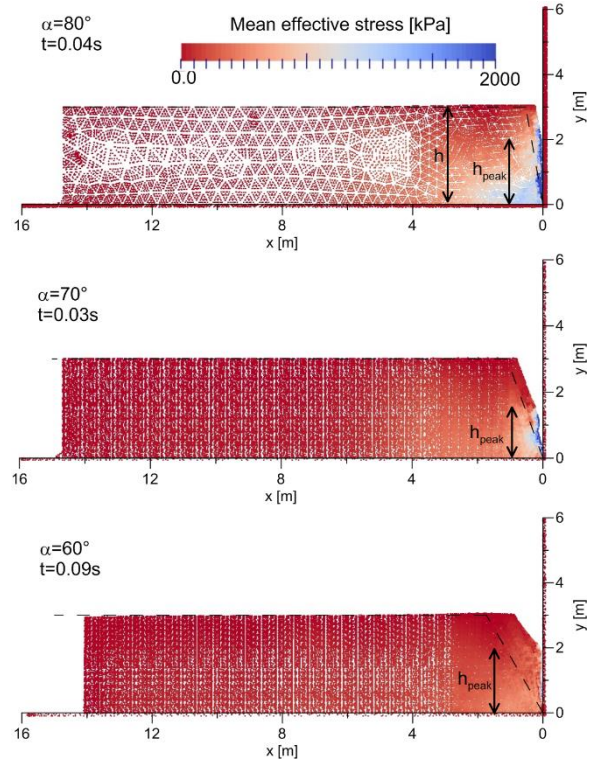 α=80°
t=0.04s
Mean effective stress [kPa]
0.0
2000
h
h_peak
6
4
2
0
y [m]
16
12
8
4
0
x [m]
α=70°
t=0.03s
h_peak
6
4
2
0
y [m]
16
12
8
4
0
x [m]
α=60°
t=0.09s
h_peak
6
4
2
0
y [m]
16
12
8
4
0
x [m]